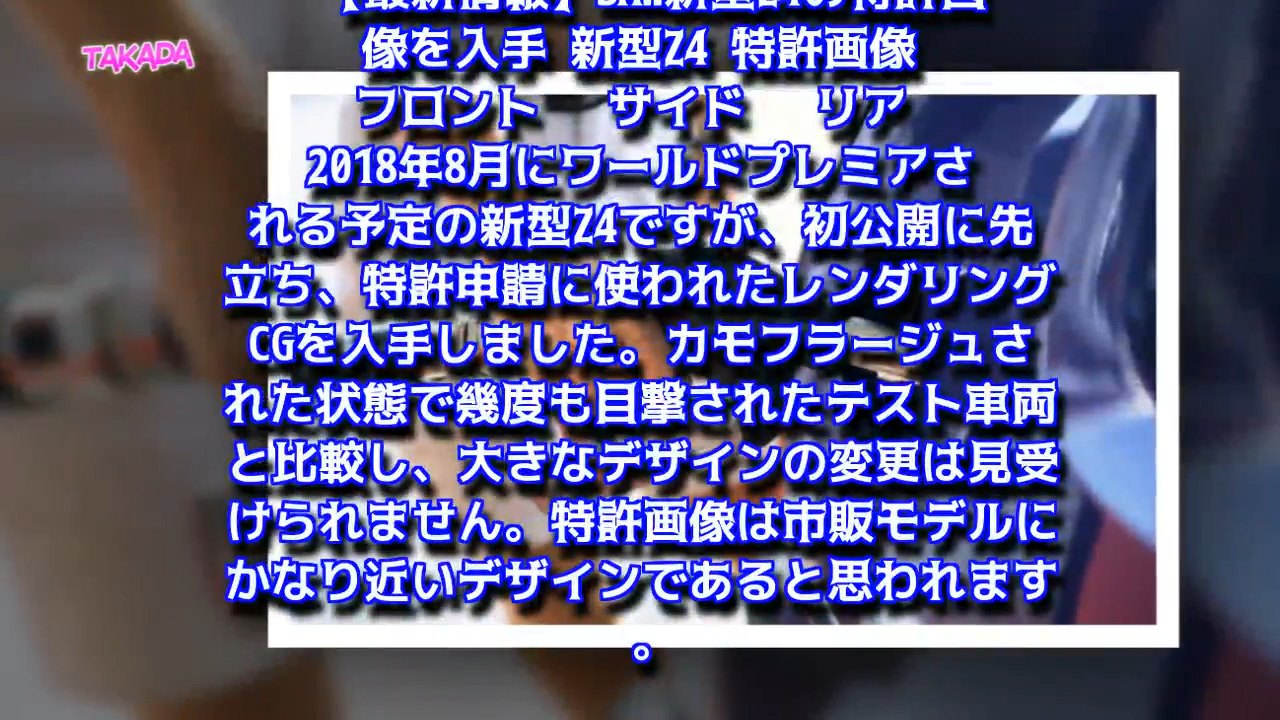 TAKADA
像を入手 新型Z4 特許画像
フロント サイド リア
2018年8月にワールドプレミアさ
れる予定の新型Z4ですが、初公開に先
立ち、特許申請に使われたレンダリング
CGを入手しました。カモフラージュさ
れた状態で幾度も目撃されたテスト車両
と比較し、大きなデザインの変更は見受
けられません。特許画像は市販モデルに
かなり近いデザインであると思われます
。